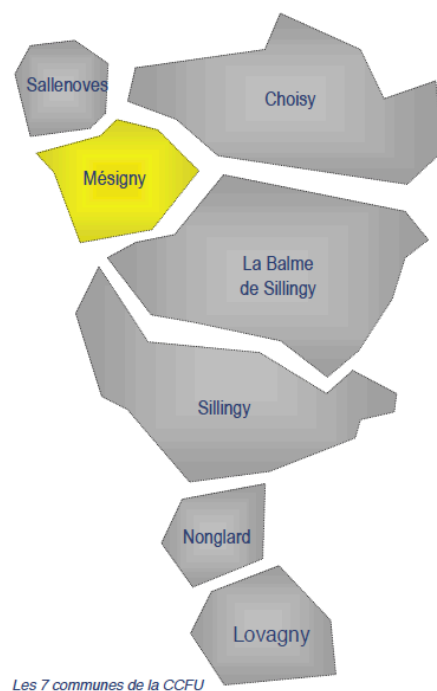 Sallenoves
Choisy
Mésigny
La Balme
de Sillingy
Sillingy
Nonglard
Lovagny
Les 7 communes de la CCFU